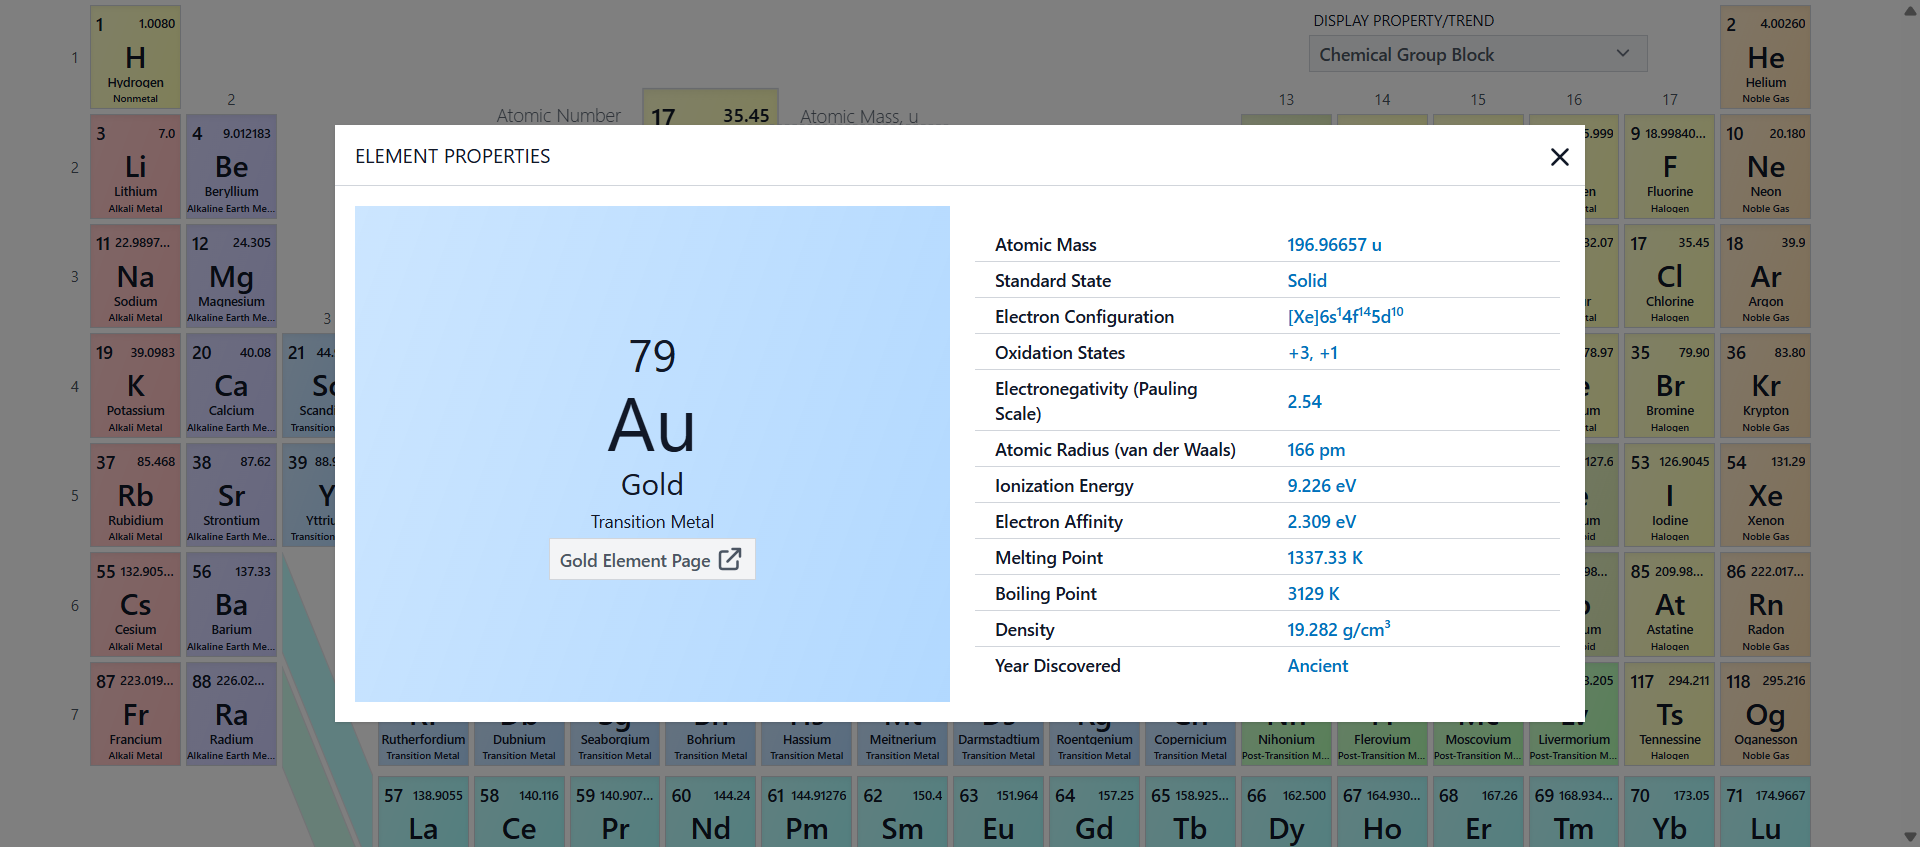 1 1.0080
H
Hydrogen
Nonmetal
DISPLAY PROPERTY/TREND
Chemical Group Block
2 4.00260
He
Helium
Noble Gas
1
2
13 14 15 16 17
Atomic Number 17 35.45 Atomic Mass, u
ELEMENT PROPERTIES
79
Au
Gold
Transition Metal
Gold Element Page
Atomic Mass 196.96657 u
Standard State Solid
Electron Configuration [Xe]6s¹4f¹⁴5d¹⁰
Oxidation States +3, +1
Electronegativity (Pauling
Scale) 2.54
Atomic Radius (van der Waals) 166 pm
Ionization Energy 9.226 eV
Electron Affinity 2.309 eV
Melting Point 1337.33 K
Boiling Point 3129 K
Density 19.282 g/cm³
Year Discovered Ancient
2
3 7.0 4 9.012183
Li Be
Lithium Beryllium
Alkali Metal Alkaline Earth Me...
9 18.99840... 10 20.180
F Ne
Fluorine Neon
Halogen Noble Gas
3
11 22.9897... 12 24.305
Na Mg
Sodium Magnesium
Alkali Metal Alkaline Earth Me...
17 35.45 18 39.9
Cl Ar
Chlorine Argon
Halogen Noble Gas
3
4
19 39.0983 20 40.08 21 44.
K Ca Sc
Potassium Calcium Scandi
Alkali Metal Alkaline Earth Me... Transition
35 79.90 36 83.80
Br Kr
Bromine Krypton
Halogen Noble Gas
5
37 85.468 38 87.62 39 88.9
Rb Sr Y
Rubidium Strontium Yttriu
Alkali Metal Alkaline Earth Me... Transition
53 126.9045 54 131.29
I Xe
Iodine Xenon
Halogen Noble Gas
6
55 132.905... 56 137.33
Cs Ba
Cesium Barium
Alkali Metal Alkaline Earth Me...
85 209.98... 86 222.017...
At Rn
Astatine Radon
Halogen Noble Gas
7
87 223.019... 88 226.02...
Fr Ra
Francium Radium
Alkali Metal Alkaline Earth Me...
117 294.211 118 295.216
Ts Og
Tennessine Oganesson
Halogen Noble Gas
Rutherfordium Dubnium Seaborgium Bohrium Hassium Meitnerium Darmstadtium Roentgenium Copernicium Nihonium Flerovium Moscovium Livermorium
Transition Metal Transition Metal Transition Metal Transition Metal Transition Metal Transition Metal Transition Metal Transition Metal Transition Metal Post-Transition M... Post-Transition M... Post-Transition M... Post-Transition M...
57 138.9055 58 140.116 59 140.907... 60 144.24 61 144.91276 62 150.4 63 151.964 64 157.25 65 158.925... 66 162.500 67 164.930... 68 167.26 69 168.934... 70 173.05 71 174.9667
La Ce Pr Nd Pm Sm Eu Gd Tb Dy Ho Er Tm Yb Lu